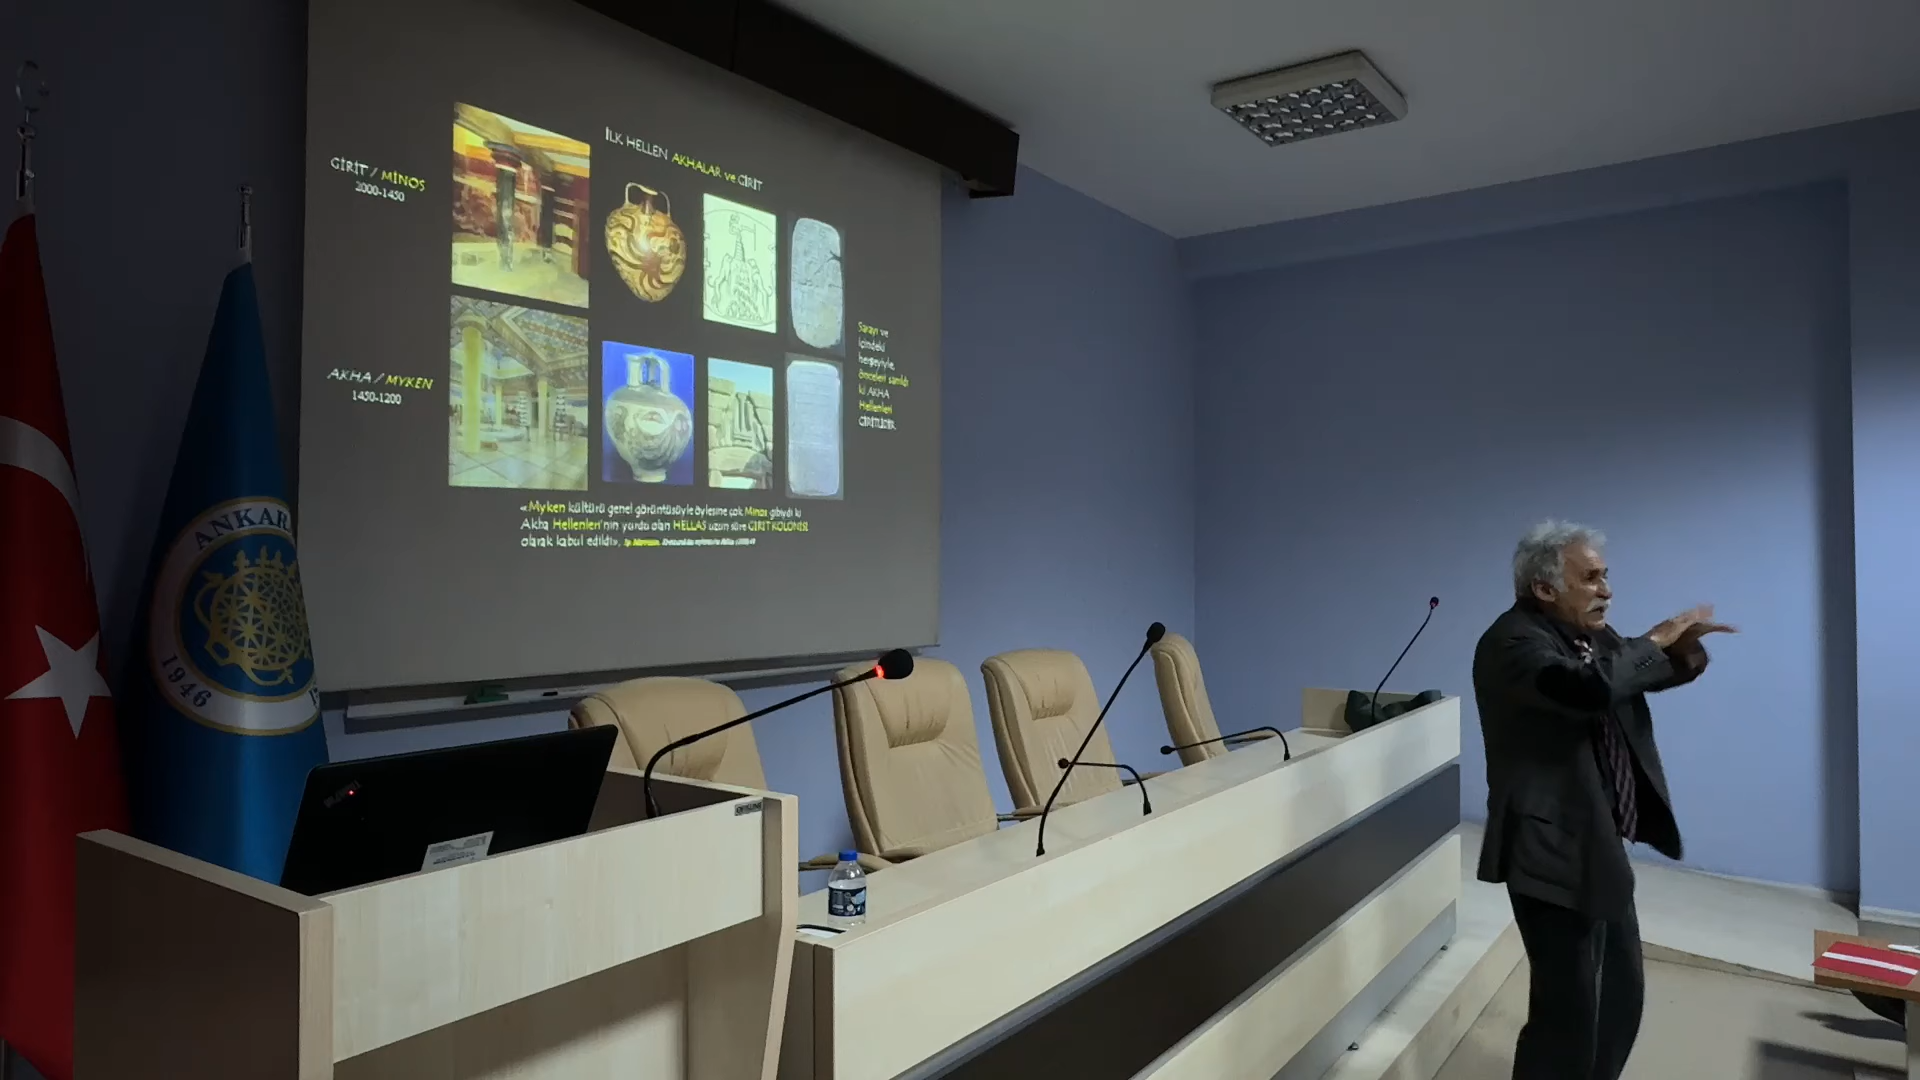 İLK HELLEN AKHALAR ve GİRİT
GİRİT / MİNOS
2000-1450
AKHA / MYKEN
1450-1200
Sarayı ve
içindeki
herşeyiyle,
önceleri sanıldı
ki AKHA
Hellenleri
GİRİTLİDİR.
«Myken kültürü genel görüntüsüyle öylesine çok Minos gibiydi ki
Akha Hellenleri'nin yurdu olan HELLAS uzun süre GİRİT KOLONİSİ
olarak kabul edildi»,
ANKARA
1946